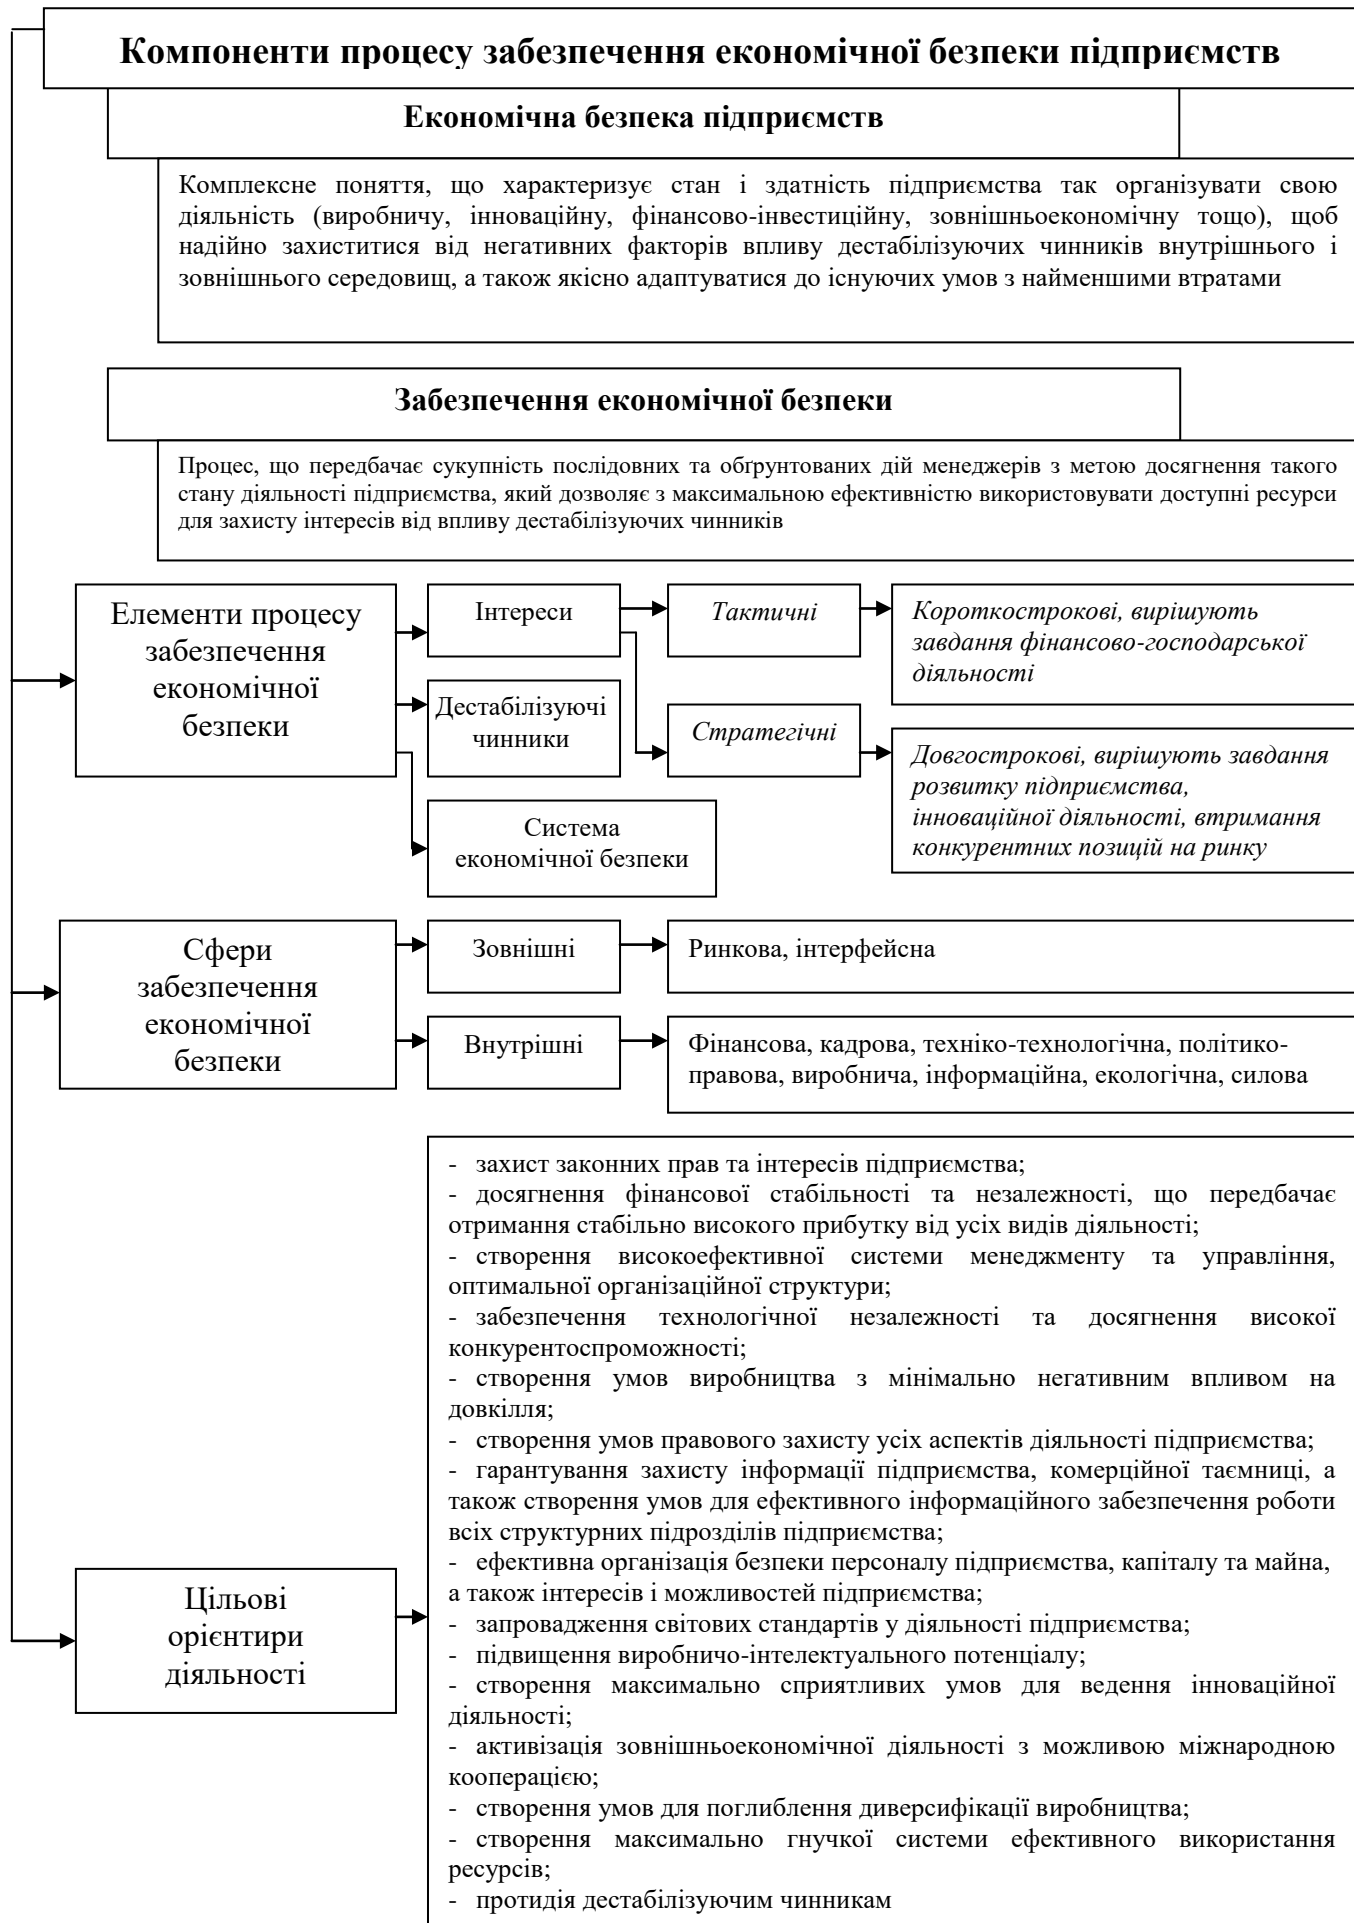 Компоненти процесу забезпечення економічної безпеки підприємств
Економічна безпека підприємств
Комплексне поняття, що характеризує стан і здатність підприємства так організувати свою
діяльність (виробничу, інноваційну, фінансово-інвестиційну, зовнішньоекономічну тощо), щоб
надійно захиститися від негативних факторів впливу дестабілізуючих чинників внутрішнього і
зовнішнього середовищ, а також якісно адаптуватися до існуючих умов з найменшими втратами
Забезпечення економічної безпеки
Процес, що передбачає сукупність послідовних та обґрунтованих дій менеджерів з метою досягнення такого
стану діяльності підприємства, який дозволяє з максимальною ефективністю використовувати доступні ресурси
для захисту інтересів від впливу дестабілізуючих чинників
Елементи процесу
забезпечення
економічної
безпеки
Інтереси
Тактичні
Короткострокові, вирішують
завдання фінансово-господарської
діяльності
Дестабілізуючі
чинники
Стратегічні
Довгострокові, вирішують завдання
розвитку підприємства,
інноваційної діяльності, втримання
конкурентних позицій на ринку
Система
економічної безпеки
Сфери
забезпечення
економічної
безпеки
Зовнішні
Ринкова, інтерфейсна
Внутрішні
Фінансова, кадрова, техніко-технологічна, політико-
правова, виробнича, інформаційна, екологічна, силова
Цільові
орієнтири
діяльності
- захист законних прав та інтересів підприємства;
- досягнення фінансової стабільності та незалежності, що передбачає
отримання стабільно високого прибутку від усіх видів діяльності;
- створення високоефективної системи менеджменту та управління,
оптимальної організаційної структури;
- забезпечення технологічної незалежності та досягнення високої
конкурентоспроможності;
- створення умов виробництва з мінімально негативним впливом на
довкілля;
- створення умов правового захисту усіх аспектів діяльності підприємства;
- гарантування захисту інформації підприємства, комерційної таємниці, а
також створення умов для ефективного інформаційного забезпечення роботи
всіх структурних підрозділів підприємства;
- ефективна організація безпеки персоналу підприємства, капіталу та майна,
а також інтересів і можливостей підприємства;
- запровадження світових стандартів у діяльності підприємства;
- підвищення виробничо-інтелектуального потенціалу;
- створення максимально сприятливих умов для ведення інноваційної
діяльності;
- активізація зовнішньоекономічної діяльності з можливою міжнародною
кооперацією;
- створення умов для поглиблення диверсифікації виробництва;
- створення максимально гнучкої системи ефективного використання
ресурсів;
- протидія дестабілізуючим чинникам